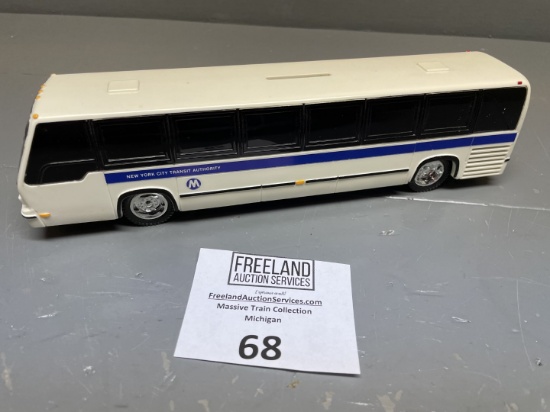 NEW YORK CITY TRANSIT AUTHORITY
M
FREELAND
AUCTION SERVICES
FreelandAuctionServices.com
Massive Train Collection
Michigan
68